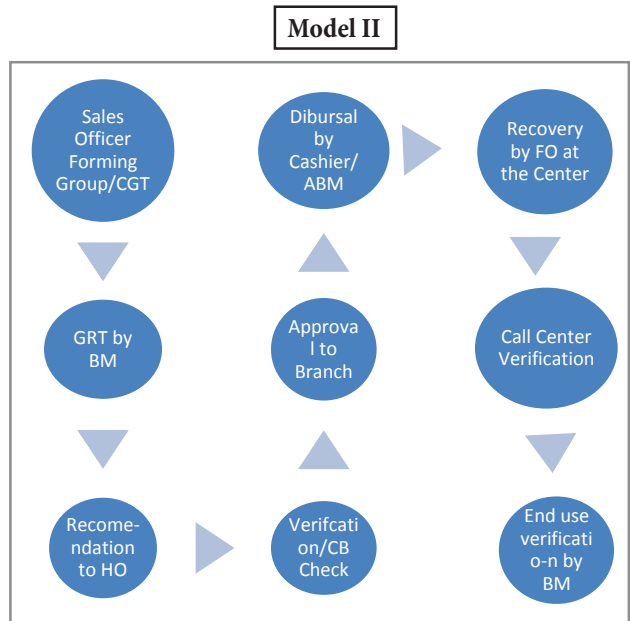 Model II
Sales
Officer
Forming
Group/CGT
GRT by
BM
Recome-
ndation
to HO
Verifcati
on/CB
Check
Approva
l to
Branch
Dibursal
by
Cashier/
ABM
Recovery
by FO at
the Center
Call Center
Verification
End use
verificati
o-n by
BM